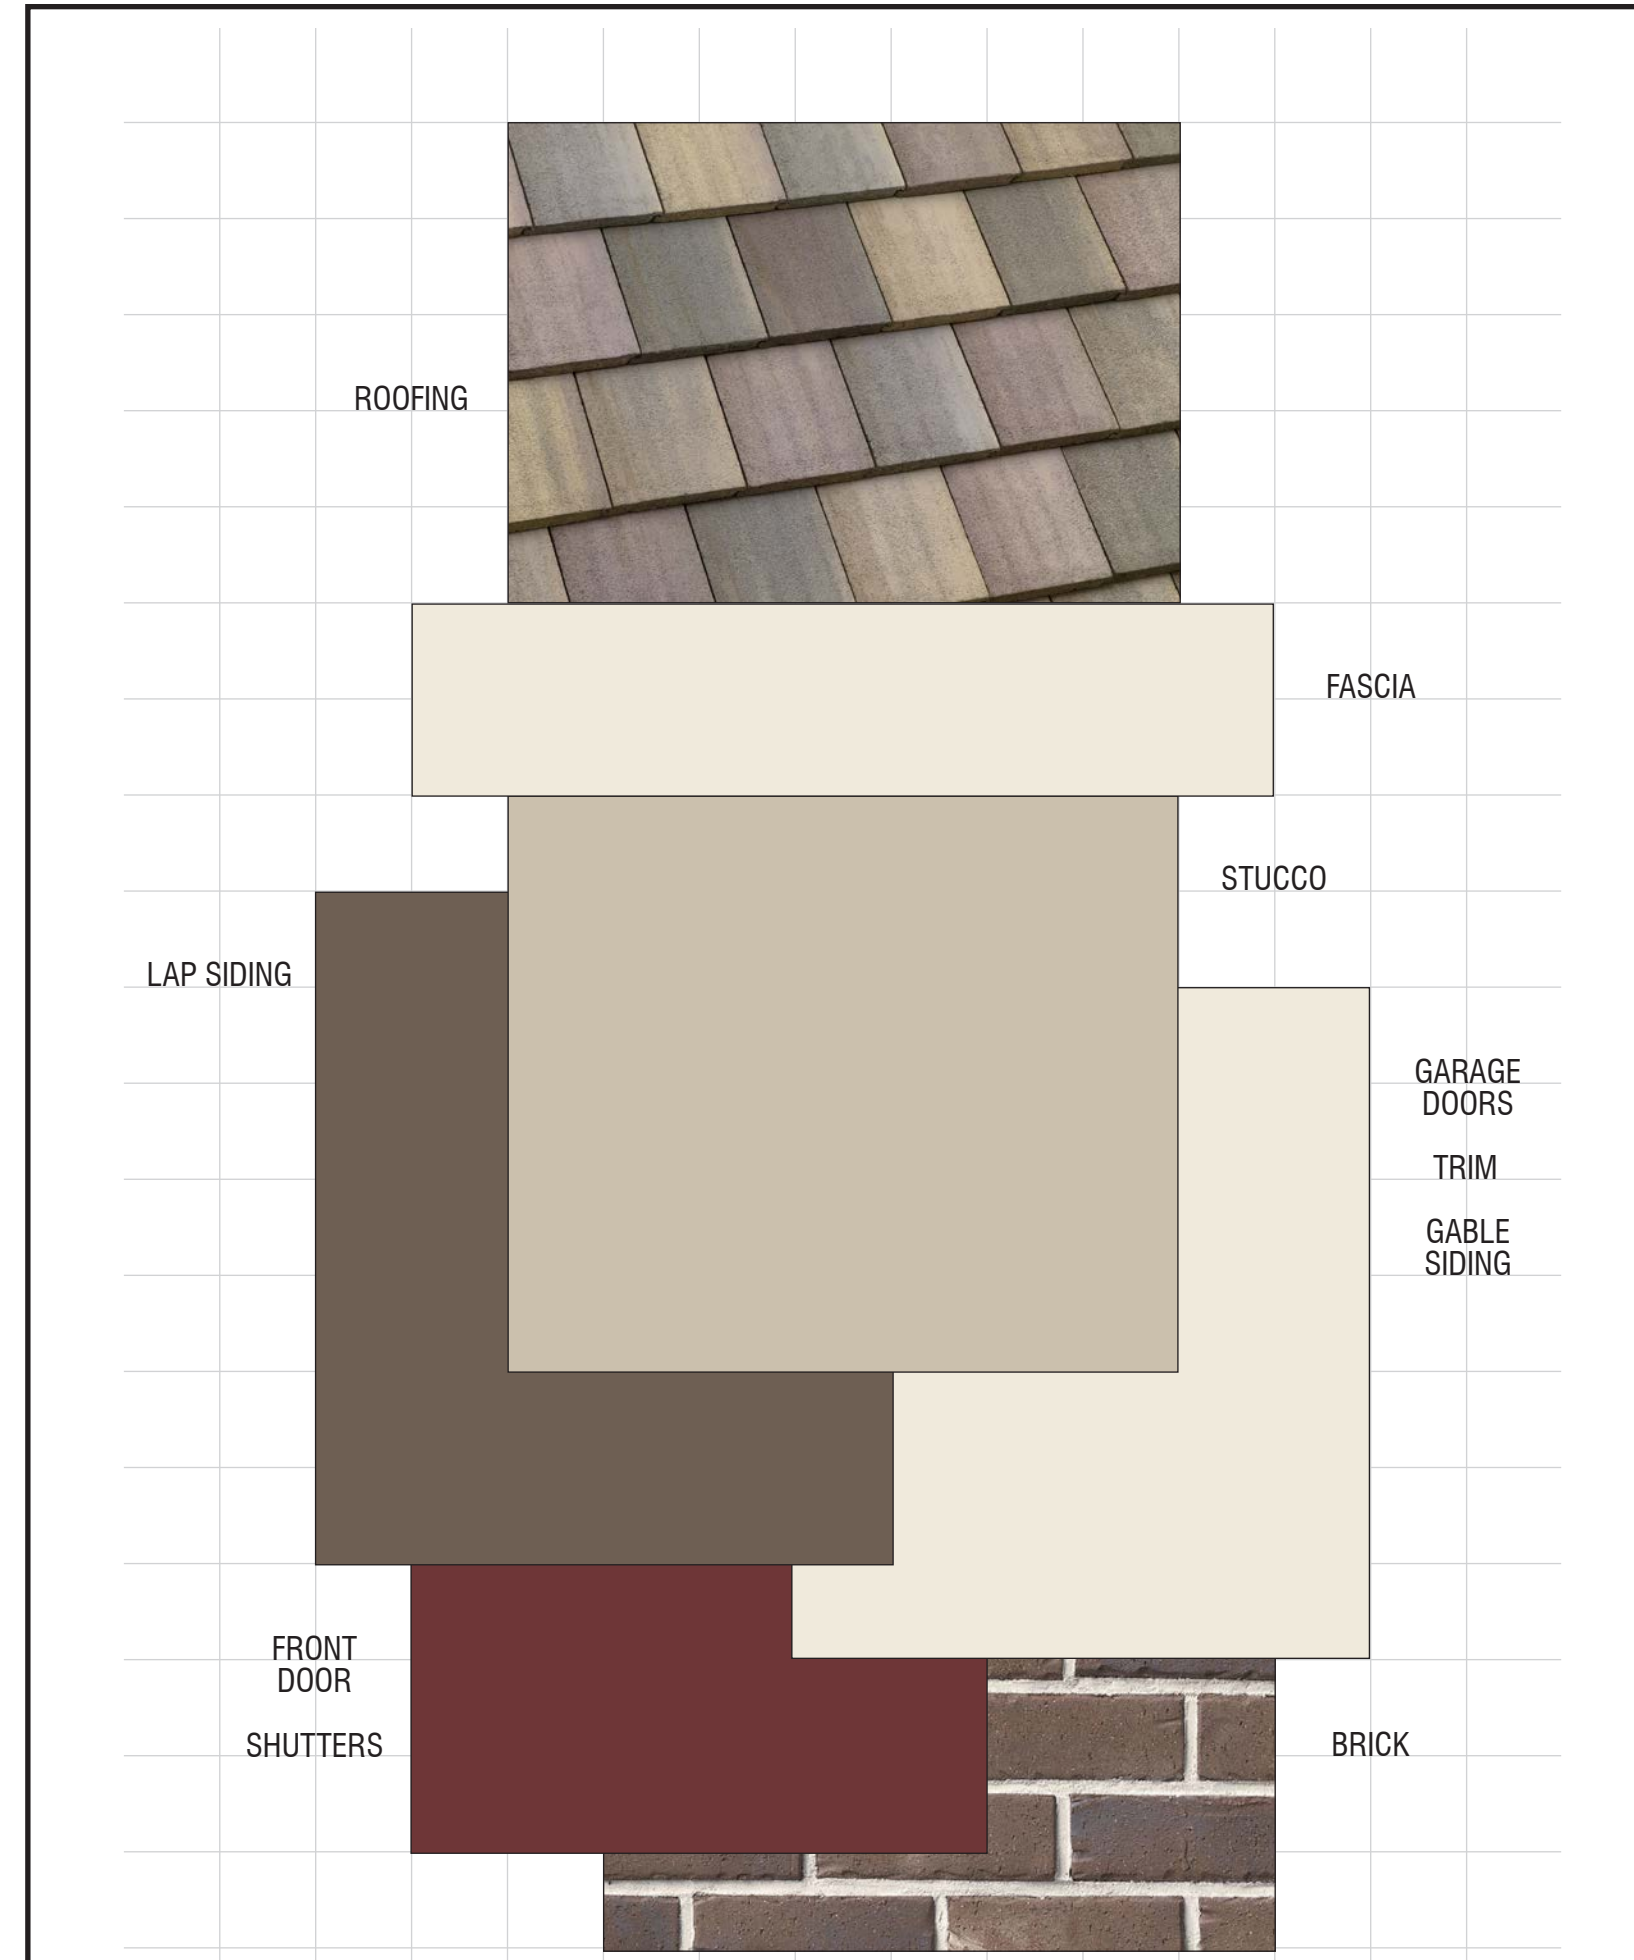 ROOFING
FASCIA
STUCCO
LAP SIDING
GARAGE
DOORS
TRIM
GABLE
SIDING
FRONT
DOOR
SHUTTERS
BRICK